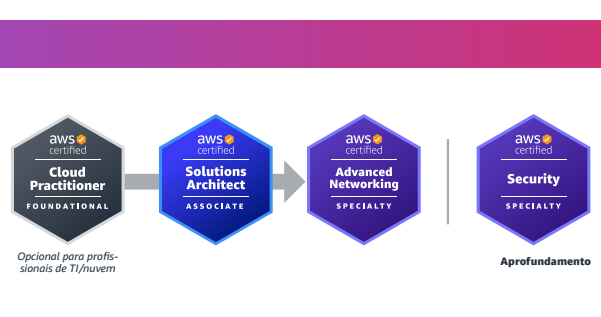 aws
certified
Cloud
Practitioner
FOUNDATIONAL
aws
certified
Solutions
Architect
ASSOCIATE
aws
certified
Advanced
Networking
SPECIALTY
aws
certified
Security
SPECIALTY
Opcional para profis-
sionais de TI/nuvem
Aprofundamento